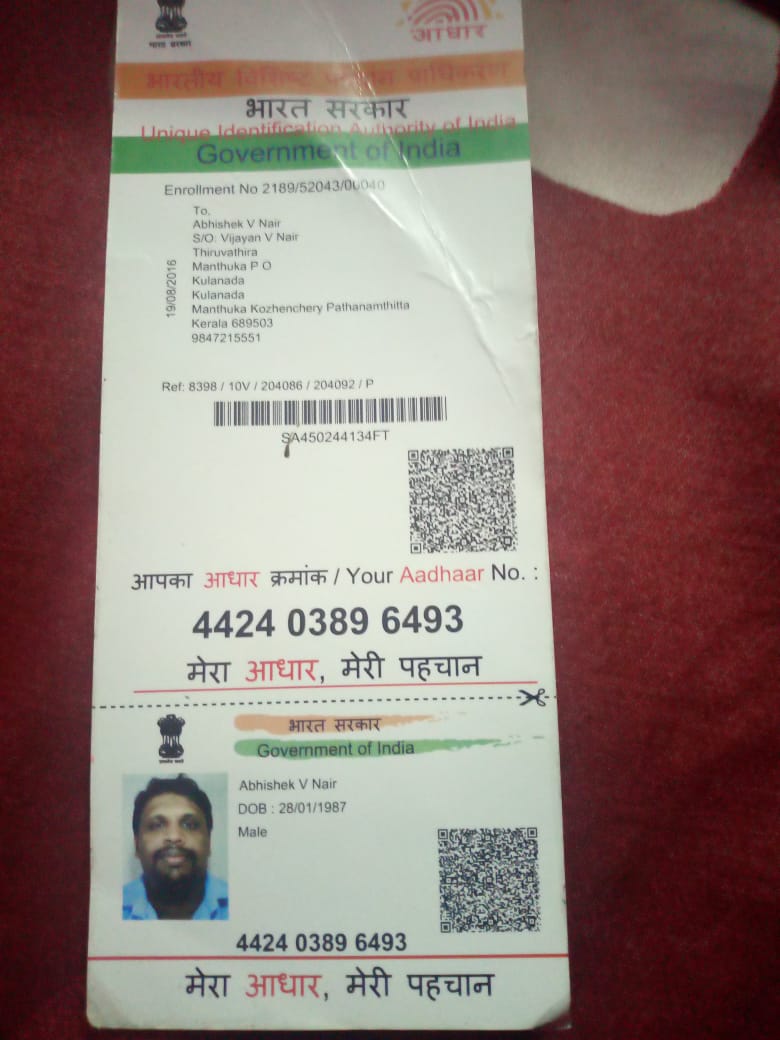 भारत सरकार
आधार
भारतीय विशिष्ट पहचान प्राधिकरण
भारत सरकार
Unique Identification Authority of India
Government of India
Enrollment No 2189/52043/00040
To,
Abhishek V Nair
S/O: Vijayan V Nair
Thiruvathira
Manthuka P O
Kulanada
Kulanada
Manthuka Kozhenchery Pathanamthitta
Kerala 689503
9847215551
19/08/2016
Ref: 8398 / 10V / 204086 / 204092 / P
SA450244134FT
आपका आधार क्रमांक / Your Aadhaar No. :
4424 0389 6493
मेरा आधार, मेरी पहचान
भारत सरकार
Government of India
Abhishek V Nair
DOB : 28/01/1987
Male
4424 0389 6493
मेरा आधार, मेरी पहचान